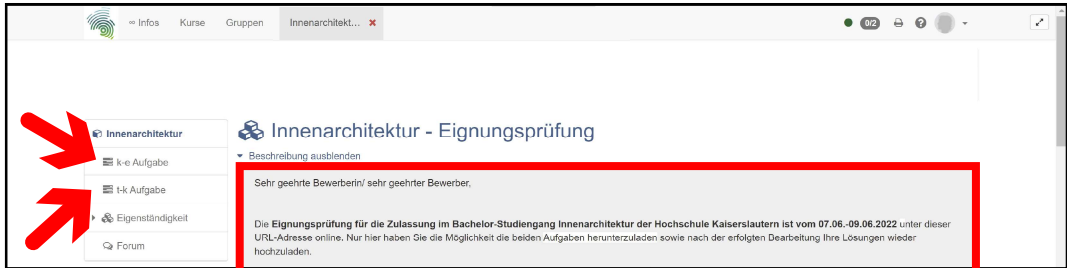 ∞ Infos Kurse Gruppen Innenarchitekt... ✖ 0/2
Innenarchitektur
k-e Aufgabe
t-k Aufgabe
Eigenständigkeit
Forum
Innenarchitektur - Eignungsprüfung
Beschreibung ausblenden
Sehr geehrte Bewerberin/ sehr geehrter Bewerber,
Die Eignungsprüfung für die Zulassung im Bachelor-Studiengang Innenarchitektur der Hochschule Kaiserslautern ist vom 07.06.-09.06.2022 unter dieser
URL-Adresse online. Nur hier haben Sie die Möglichkeit die beiden Aufgaben herunterzuladen sowie nach der erfolgten Bearbeitung Ihre Lösungen wieder
hochzuladen.